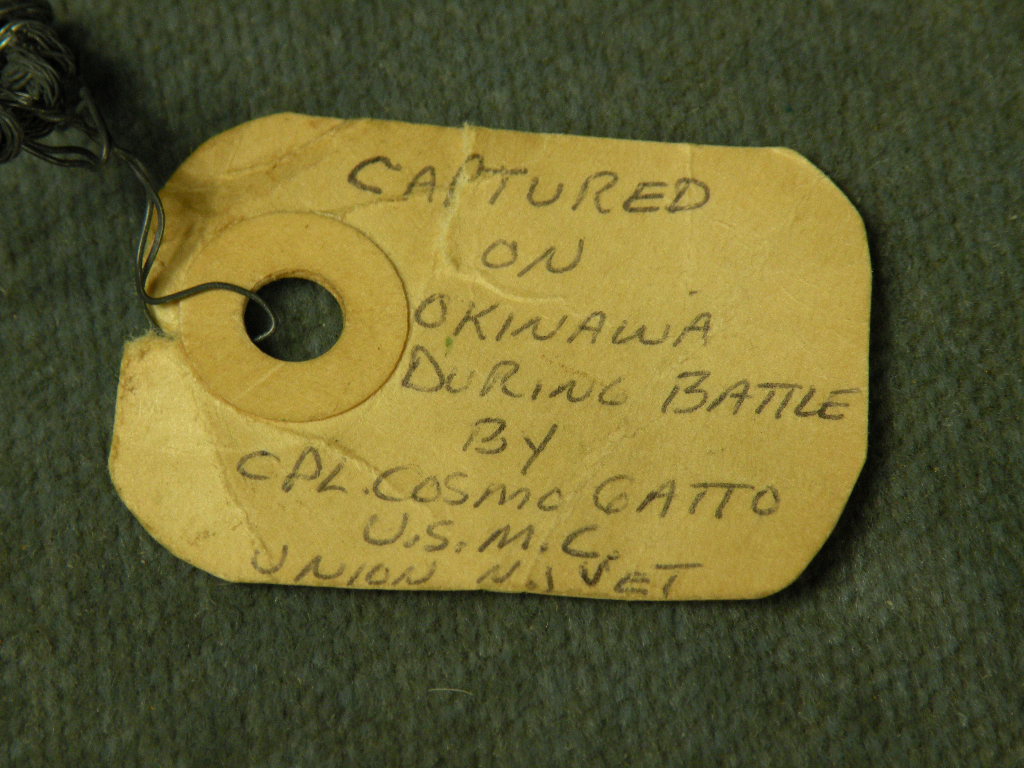 CAPTURED
ON
OKINAWA
DURING BATTLE
BY
CPL. COSMO GATTO
U.S.M.C.
UNION N.J VET